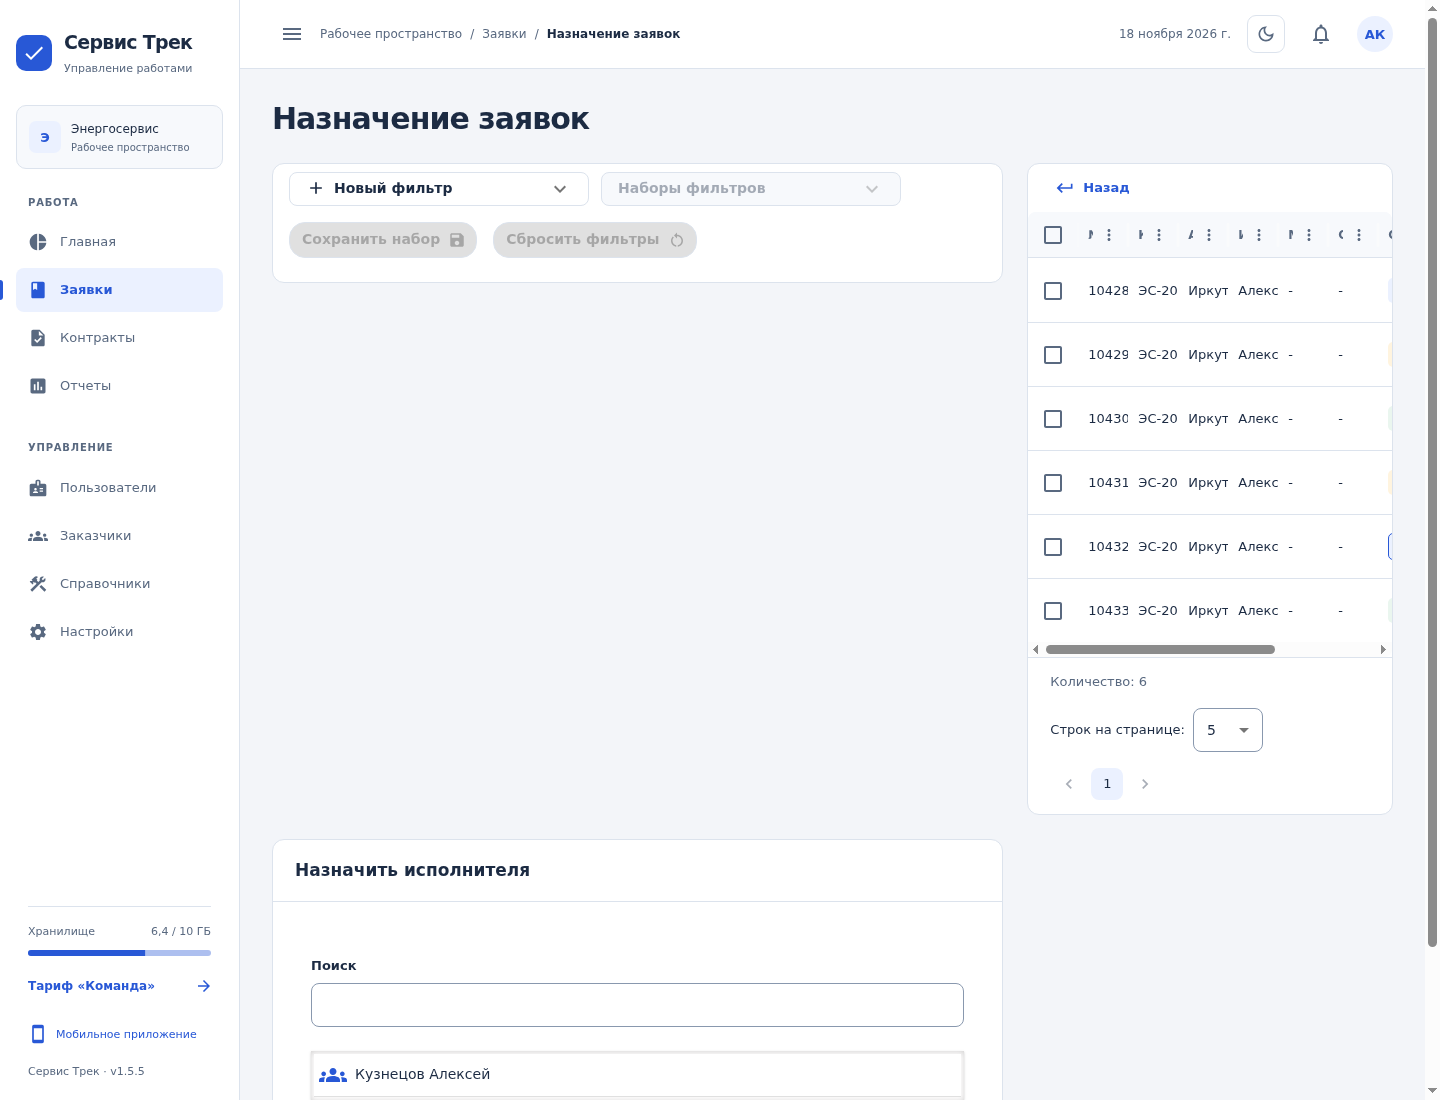 Сервис Трек
Управление работами
Э
Энергосервис
Рабочее пространство
РАБОТА
Главная
Заявки
Контракты
Отчеты
УПРАВЛЕНИЕ
Пользователи
Заказчики
Справочники
Настройки
Хранилище 6,4 / 10 ГБ
Тариф «Команда»
Мобильное приложение
Сервис Трек · v1.5.5
Рабочее пространство / Заявки / Назначение заявок
18 ноября 2026 г.
АК
Назначение заявок
Новый фильтр
Наборы фильтров
Сохранить набор
Сбросить фильтры
Назад
10428 ЭС-20 Иркут Алекс - -
10429 ЭС-20 Иркут Алекс - -
10430 ЭС-20 Иркут Алекс - -
10431 ЭС-20 Иркут Алекс - -
10432 ЭС-20 Иркут Алекс - -
10433 ЭС-20 Иркут Алекс - -
Количество: 6
Строк на странице: 5
1
Назначить исполнителя
Поиск
Кузнецов Алексей